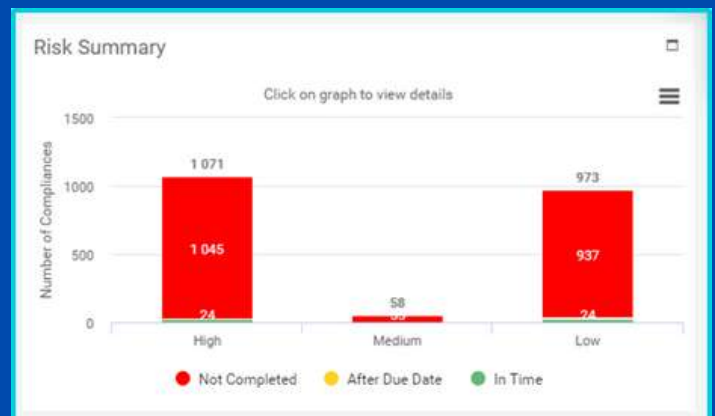 Risk Summary
Click on graph to view details
Number of Compliances
1500
1000
500
0
1 071
1 045
24
58
973
937
24
High Medium Low
Not Completed After Due Date In Time